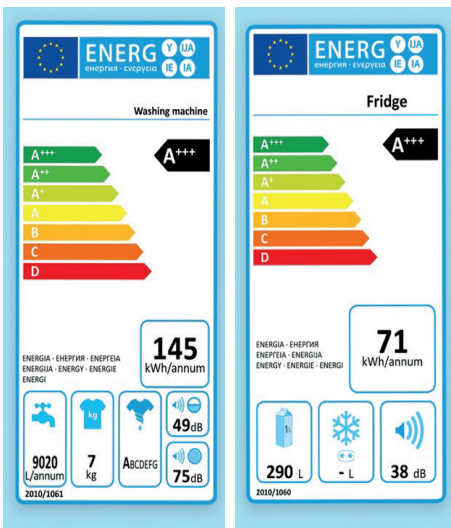 ENERG Y UA
енергия · ενεργεια IE IA
Washing machine
A+++
A+++
A++
A+
A
B
C
D
145
kWh/annum
ENERGIA · ЕНЕРГИЯ · ΕΝΕΡΓΕΙΑ
ENERGIJA · ENERGY · ENERGIE
ENERGI
kg
49dB
9020
L/annum
7
kg
ABCDEFG
75dB
2010/1061
ENERG Y UA
енергия · ενεργεια IE IA
Fridge
A+++
A+++
A++
A+
A
B
C
D
71
kWh/annum
ENERGIA · ЕНЕРГИЯ
ΕΝΕΡΓΕΙΑ · ENERGIJA
ENERGY · ENERGIE · ENERGI
1L
290 L
- L
38 dB
2010/1060